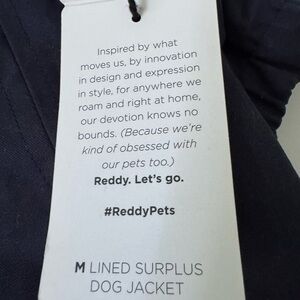 Inspired by what
moves us, by innovation
in design and expression
in style, for anywhere we
roam and right at home,
our devotion knows no
bounds. (Because we're
kind of obsessed with
our pets too.)
Reddy. Let's go.
#ReddyPets
M LINED SURPLUS
DOG JACKET